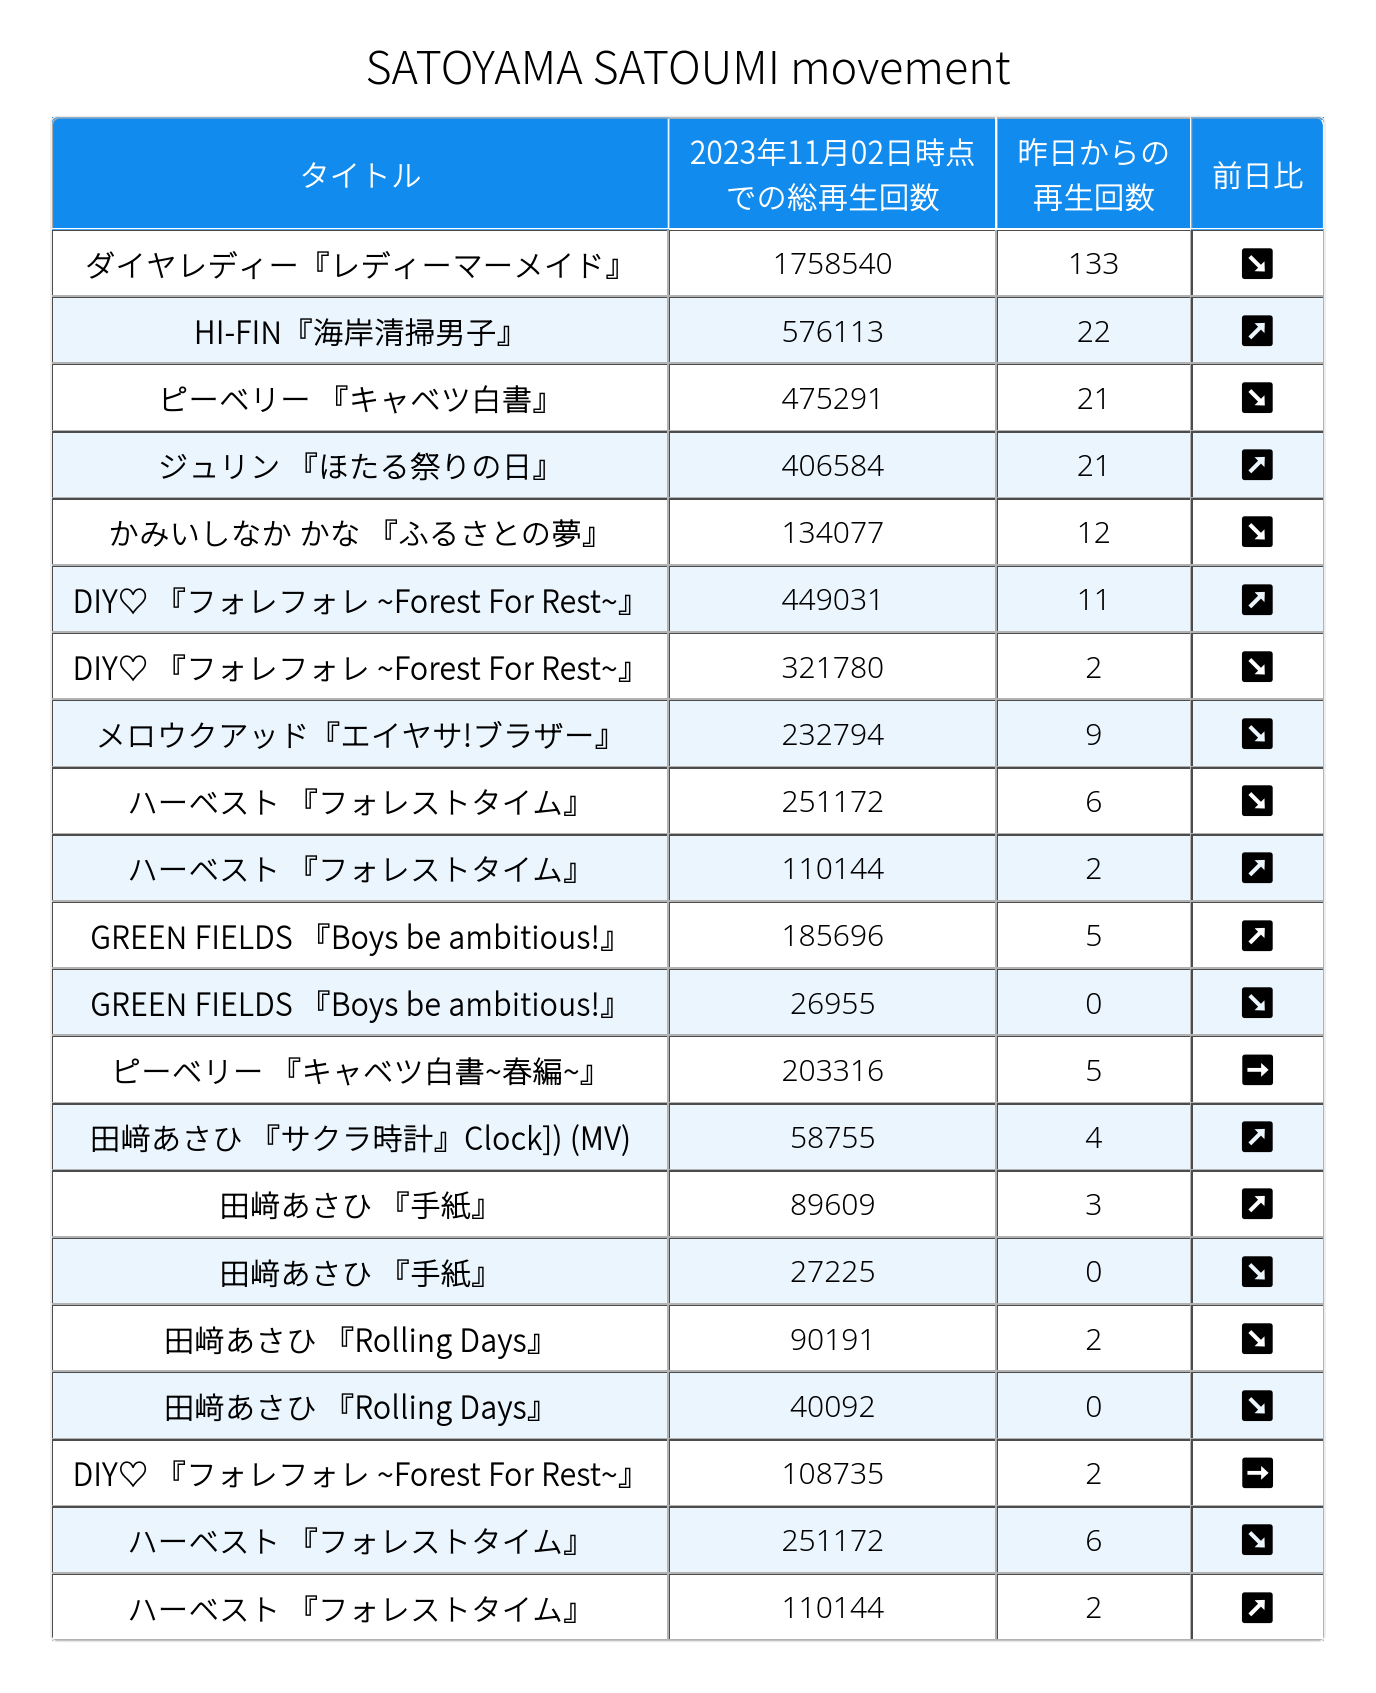 SATOYAMA SATOUMI movement
タイトル 2023年11月02日時点 昨日からの 前日比
での総再生回数 再生回数
ダイヤレディー『レディーマーメイド』 1758540 133 ↘
HI-FIN『海岸清掃男子』 576113 22 ↗
ピーベリー 『キャベツ白書』 475291 21 ↘
ジュリン 『ほたる祭りの日』 406584 21 ↗
かみいしなか かな 『ふるさとの夢』 134077 12 ↘
DIY♡ 『フォレフォレ ~Forest For Rest~』 449031 11 ↗
DIY♡ 『フォレフォレ ~Forest For Rest~』 321780 2 ↘
メロウクアッド『エイヤサ!ブラザー』 232794 9 ↘
ハーベスト 『フォレストタイム』 251172 6 ↘
ハーベスト 『フォレストタイム』 110144 2 ↗
GREEN FIELDS 『Boys be ambitious!』 185696 5 ↗
GREEN FIELDS 『Boys be ambitious!』 26955 0 ↘
ピーベリー 『キャベツ白書~春編~』 203316 5 →
田﨑あさひ 『サクラ時計』Clock]) (MV) 58755 4 ↗
田﨑あさひ 『手紙』 89609 3 ↗
田﨑あさひ 『手紙』 27225 0 ↘
田﨑あさひ 『Rolling Days』 90191 2 ↘
田﨑あさひ 『Rolling Days』 40092 0 ↘
DIY♡ 『フォレフォレ ~Forest For Rest~』 108735 2 →
ハーベスト 『フォレストタイム』 251172 6 ↘
ハーベスト 『フォレストタイム』 110144 2 ↗